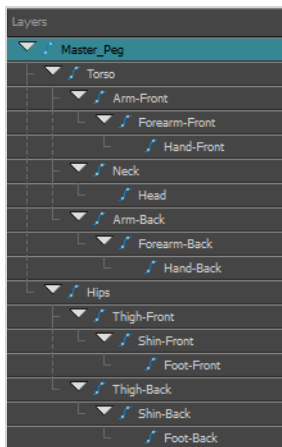 Layers
Master_Peg
Torso
Arm-Front
Forearm-Front
Hand-Front
Neck
Head
Arm-Back
Forearm-Back
Hand-Back
Hips
Thigh-Front
Shin-Front
Foot-Front
Thigh-Back
Shin-Back
Foot-Back